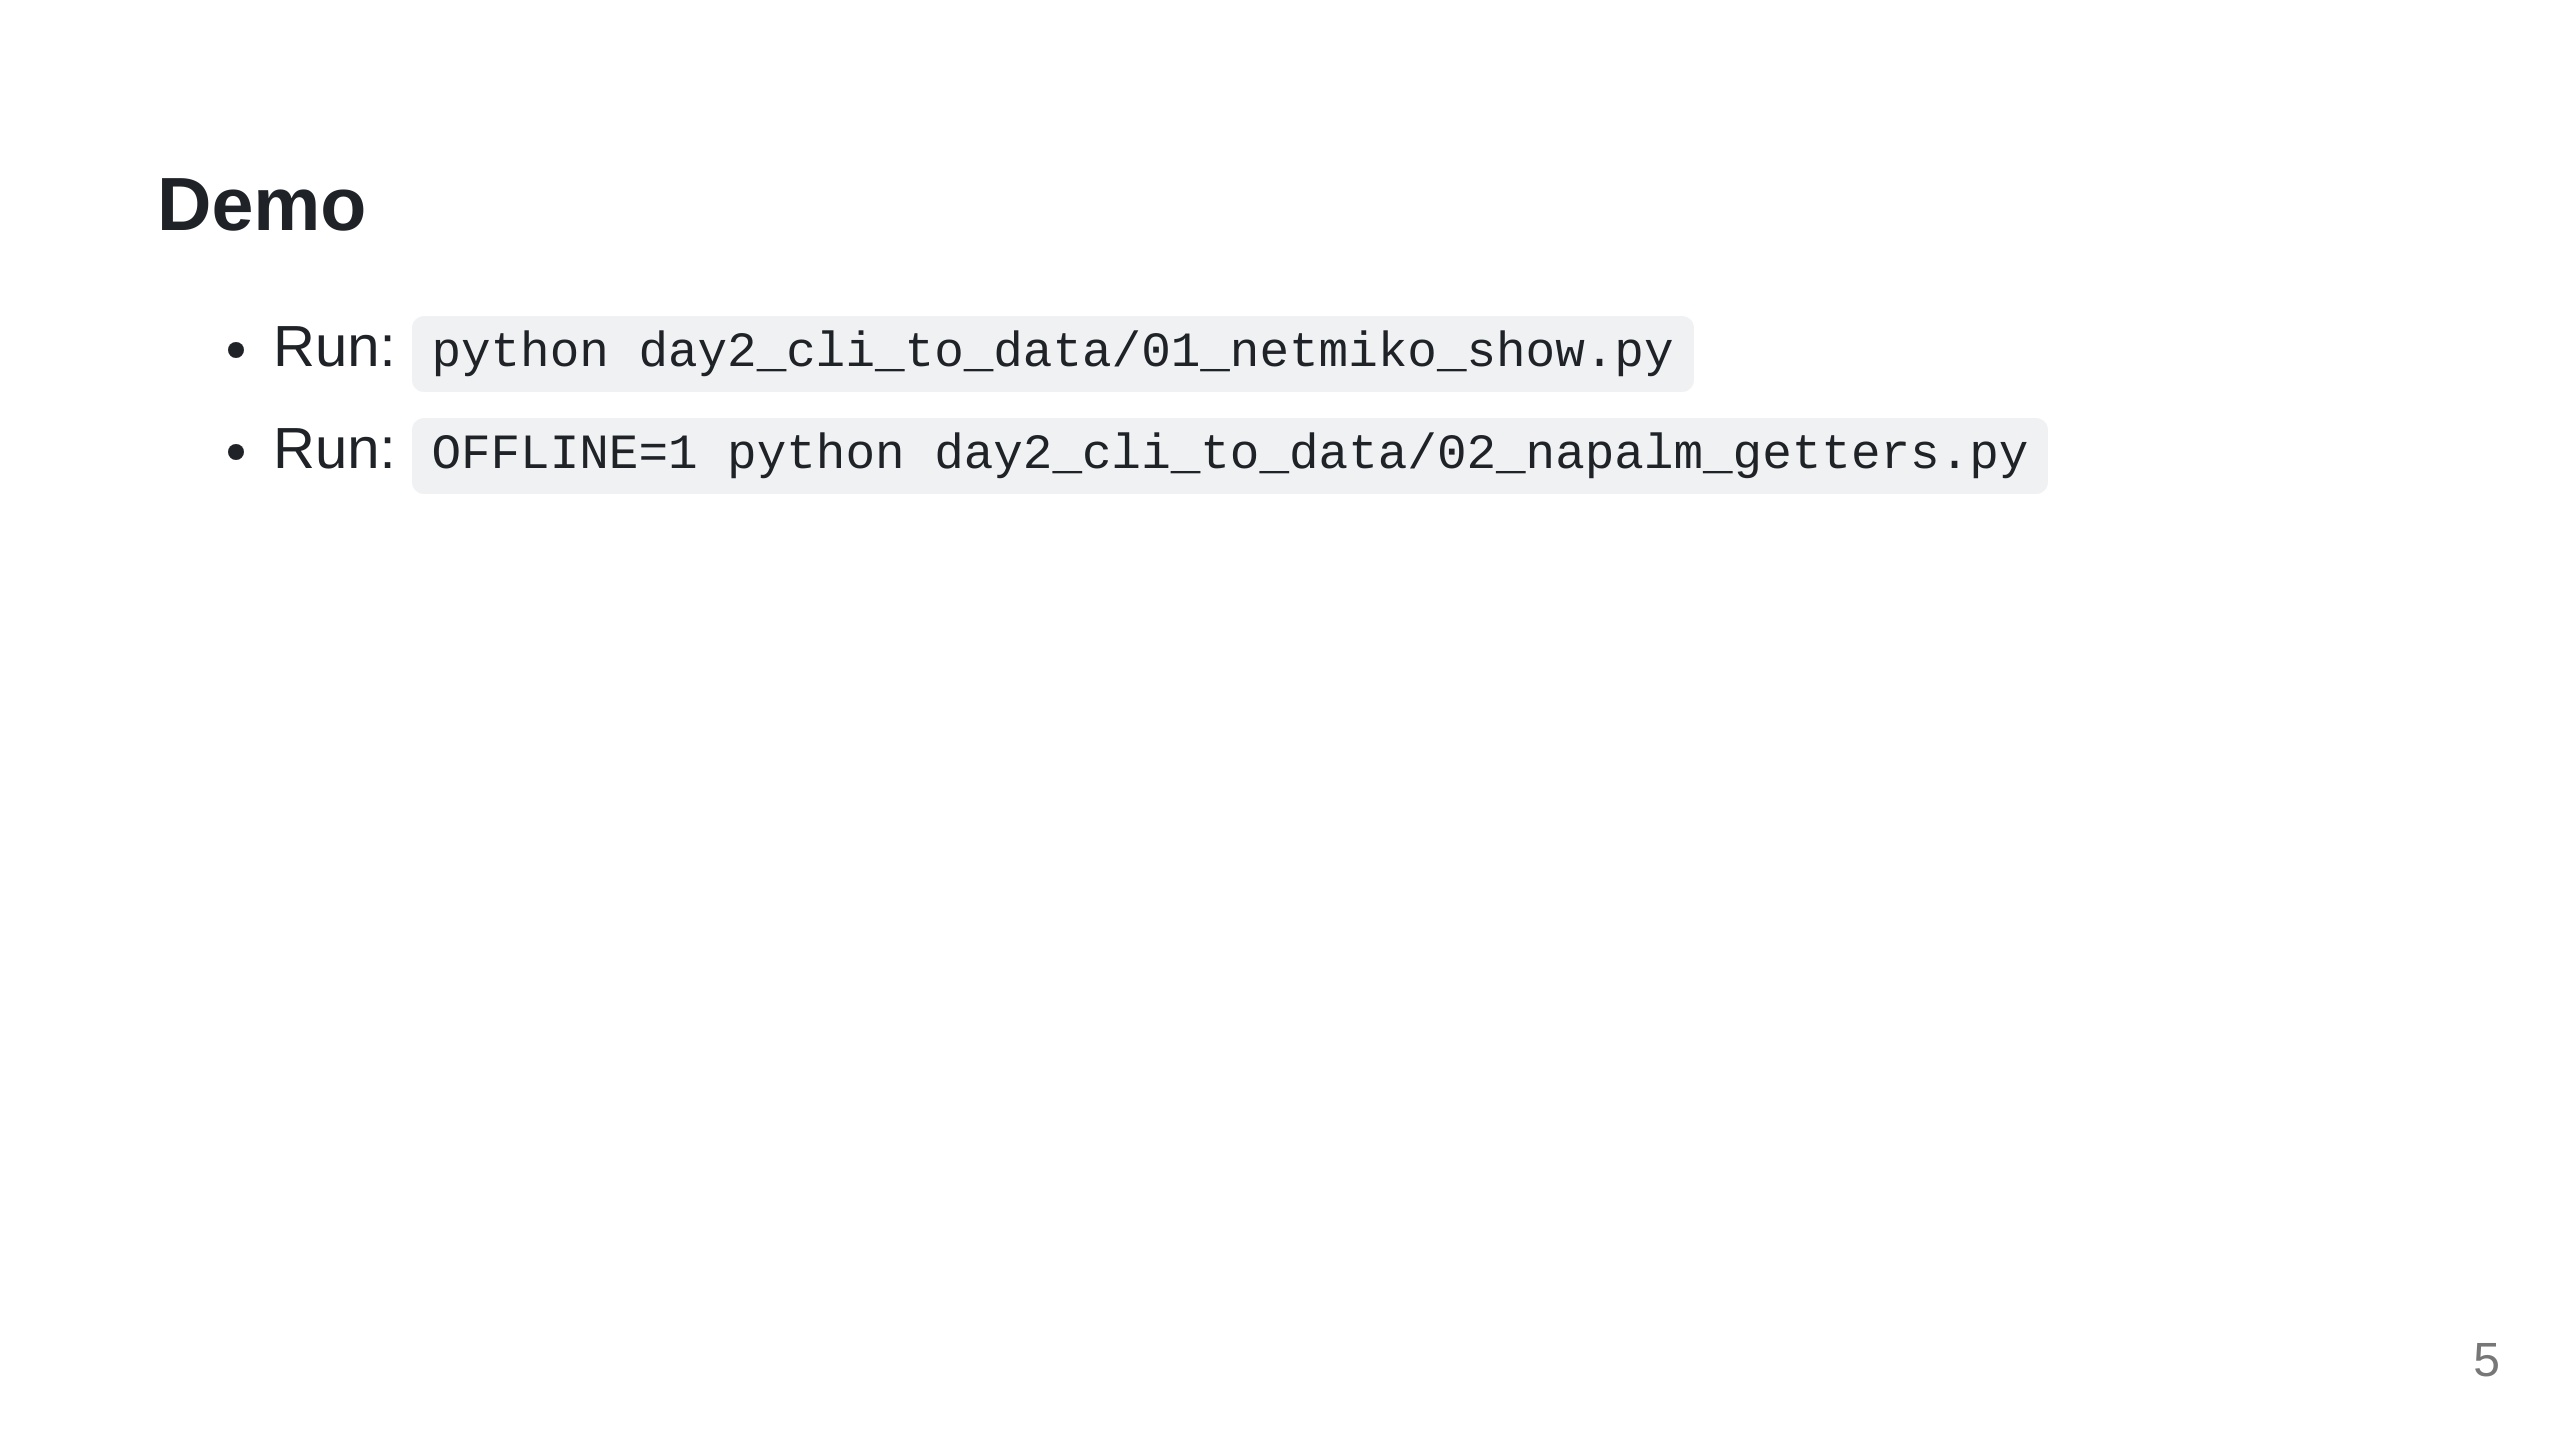 Demo
• Run: python day2_cli_to_data/01_netmiko_show.py
• Run: OFFLINE=1 python day2_cli_to_data/02_napalm_getters.py
5